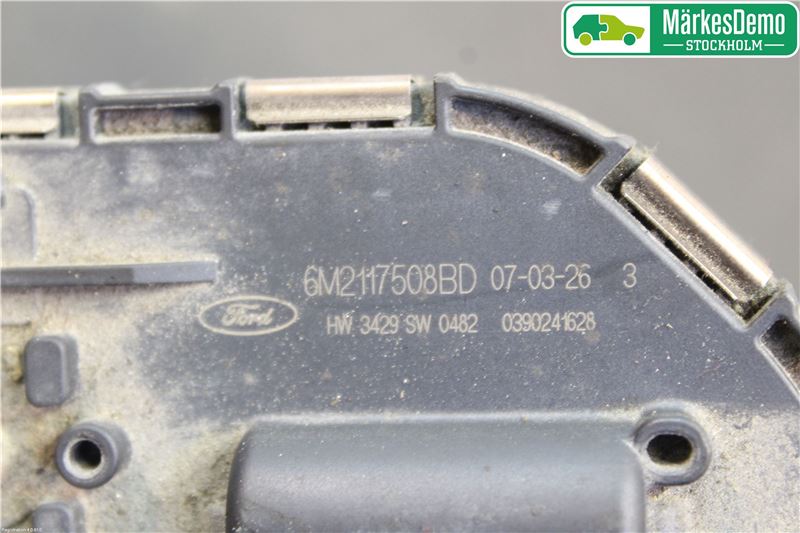 MärkesDemo
STOCKHOLM
6M2117508BD 07-03-26 3
Ford
HW 3429 SW 0482 0390241628